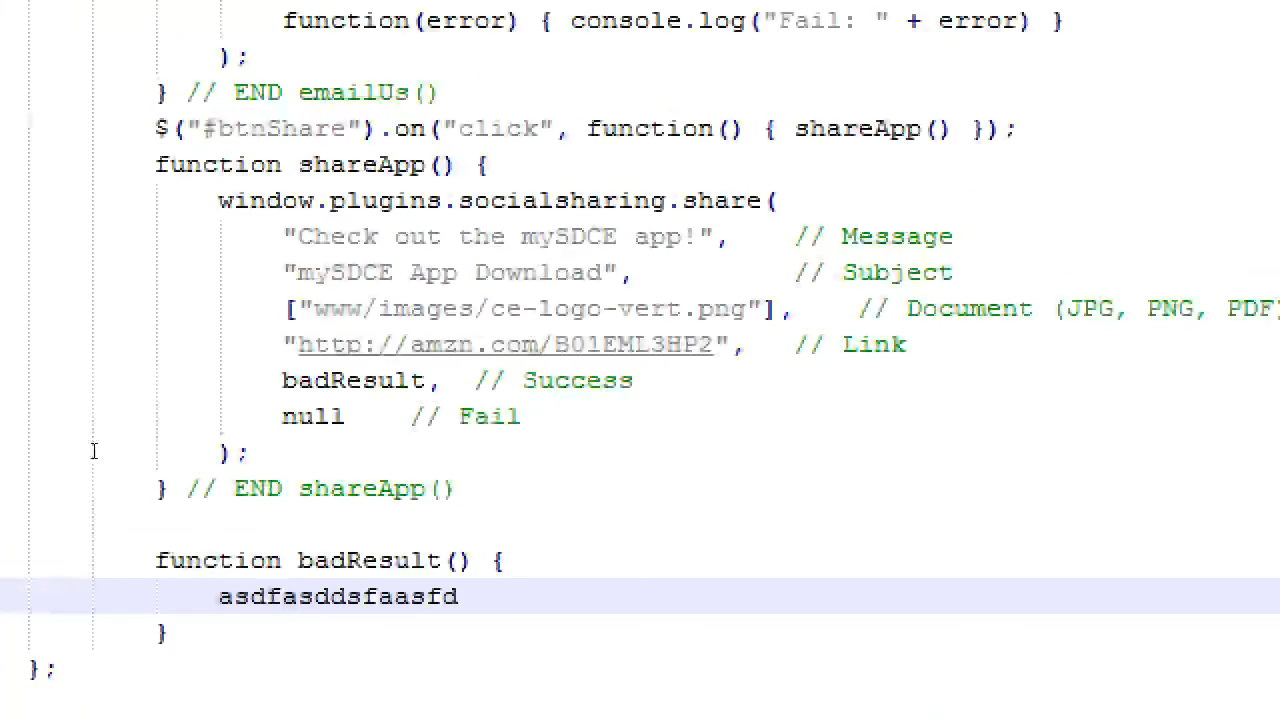 function(error) { console.log("Fail: " + error) }
);
} // END emailUs()
$("#btnShare").on("click", function() { shareApp() });
function shareApp() {
window.plugins.socialsharing.share(
"Check out the mySDCE app!", // Message
"mySDCE App Download", // Subject
["www/images/ce-logo-vert.png"], // Document (JPG, PNG, PDF)
"http://amzn.com/B01EML3HP2", // Link
badResult, // Success
null // Fail
);
} // END shareApp()
function badResult() {
asdfasddsfaasfd
}
};